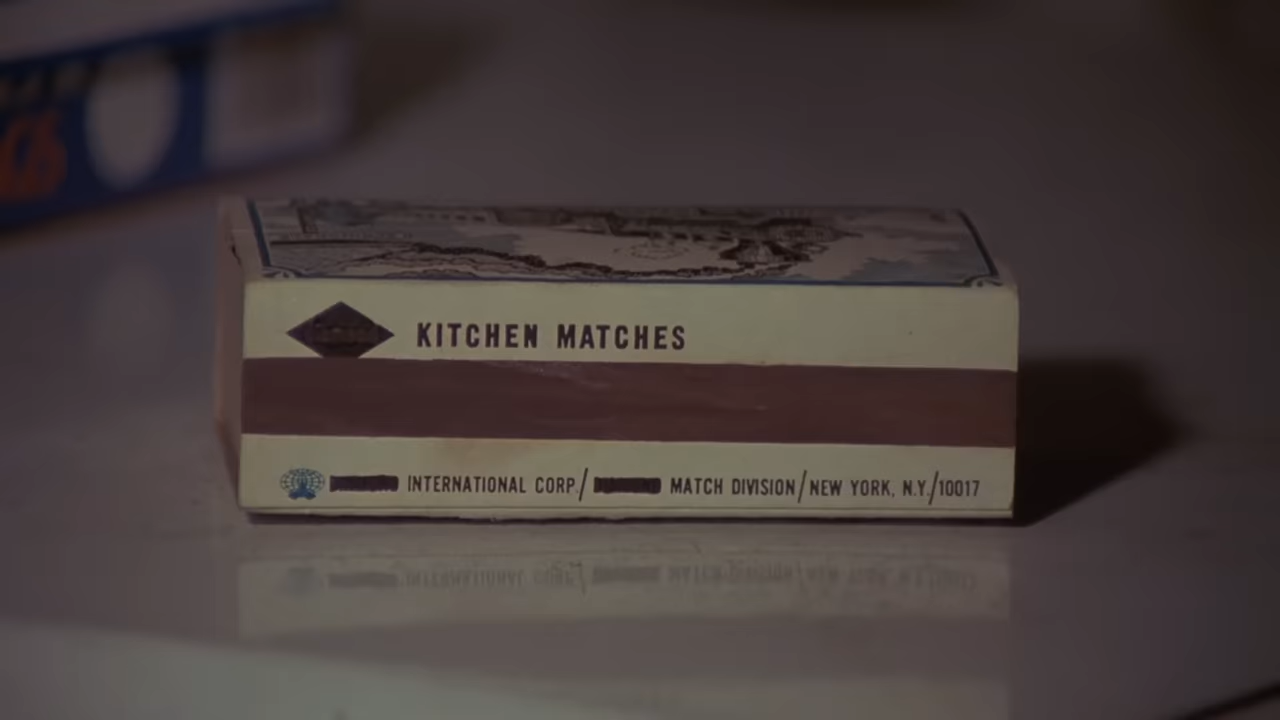 KITCHEN MATCHES
INTERNATIONAL CORP./ MATCH DIVISION/NEW YORK, N.Y./10017